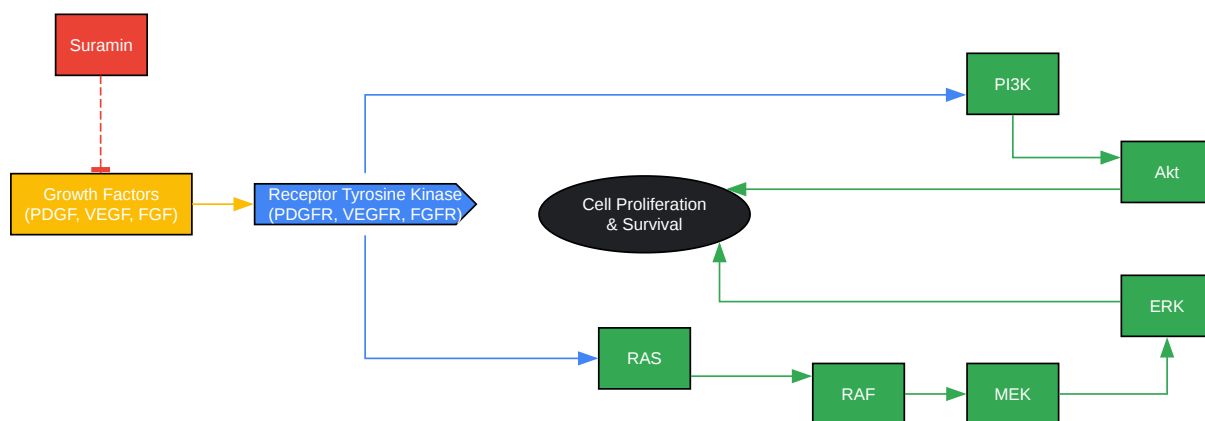 Suramin
PI3K
Akt
Growth Factors
(PDGF, VEGF, FGF)
Receptor Tyrosine Kinase
(PDGFR, VEGFR, FGFR)
Cell Proliferation
& Survival
ERK
RAS
RAF
MEK